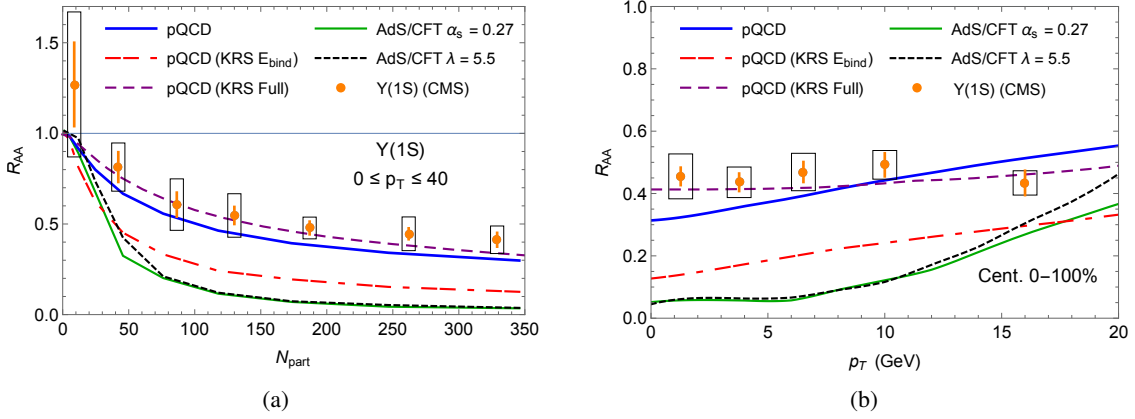 pQCD
pQCD (KRS E_bind)
pQCD (KRS Full)
AdS/CFT α_s = 0.27
AdS/CFT λ = 5.5
Υ(1S) (CMS)
Υ(1S)
0 ≤ p_T ≤ 40
R_AA
1.5
1.0
0.5
0.0
0 50 100 150 200 250 300 350
N_part
(a)
pQCD
pQCD (KRS E_bind)
pQCD (KRS Full)
AdS/CFT α_s = 0.27
AdS/CFT λ = 5.5
Υ(1S) (CMS)
R_AA
1.0
0.8
0.6
0.4
0.2
0.0
Cent. 0–100%
0 5 10 15 20
p_T (GeV)
(b)